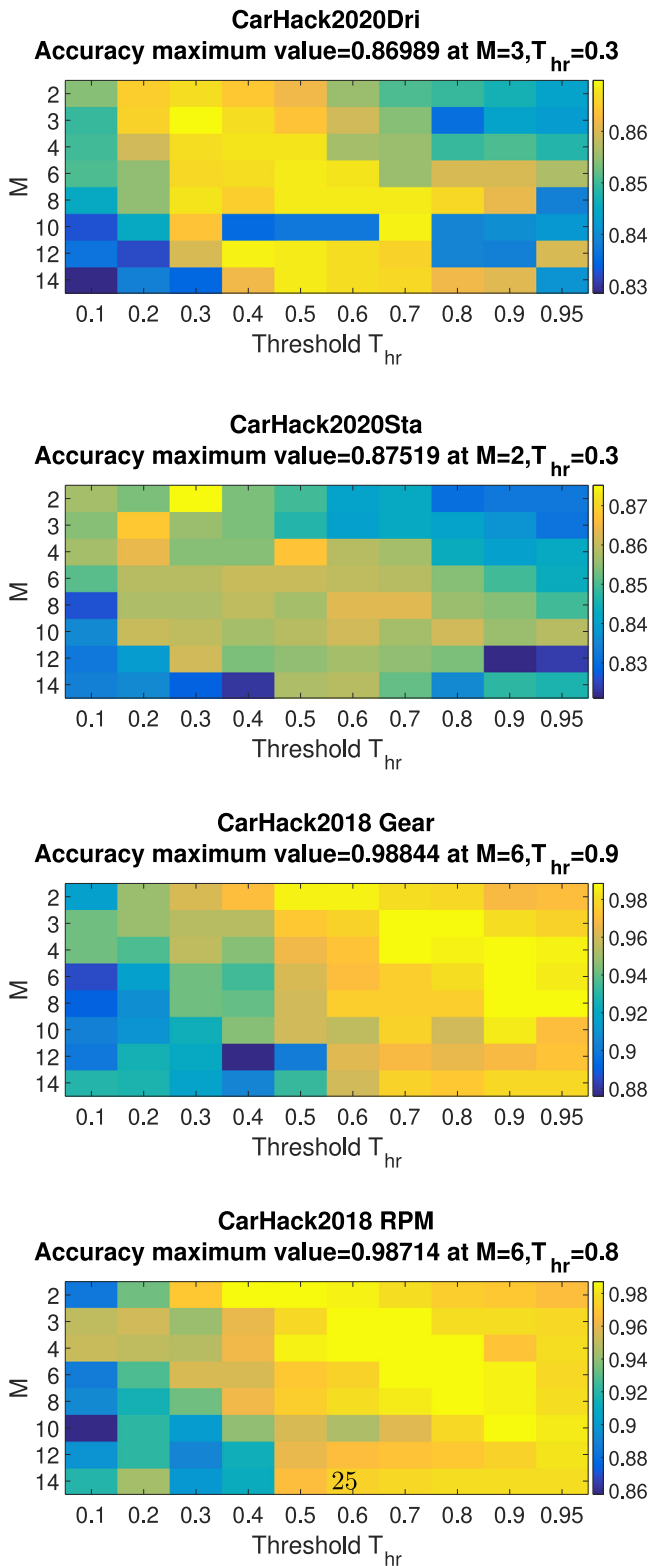 CarHack2020Dri
Accuracy maximum value=0.86989 at M=3,T_hr=0.3
2
3
4
6
8
10
12
14
M
0.86
0.85
0.84
0.83
0.1 0.2 0.3 0.4 0.5 0.6 0.7 0.8 0.9 0.95
Threshold T_hr
CarHack2020Sta
Accuracy maximum value=0.87519 at M=2,T_hr=0.3
2
3
4
6
8
10
12
14
M
0.87
0.86
0.85
0.84
0.83
0.1 0.2 0.3 0.4 0.5 0.6 0.7 0.8 0.9 0.95
Threshold T_hr
CarHack2018 Gear
Accuracy maximum value=0.98844 at M=6,T_hr=0.9
2
3
4
6
8
10
12
14
M
0.98
0.96
0.94
0.92
0.9
0.88
0.1 0.2 0.3 0.4 0.5 0.6 0.7 0.8 0.9 0.95
Threshold T_hr
CarHack2018 RPM
Accuracy maximum value=0.98714 at M=6,T_hr=0.8
2
3
4
6
8
10
12
14
M
0.98
0.96
0.94
0.92
0.9
0.88
0.86
25
0.1 0.2 0.3 0.4 0.5 0.6 0.7 0.8 0.9 0.95
Threshold T_hr